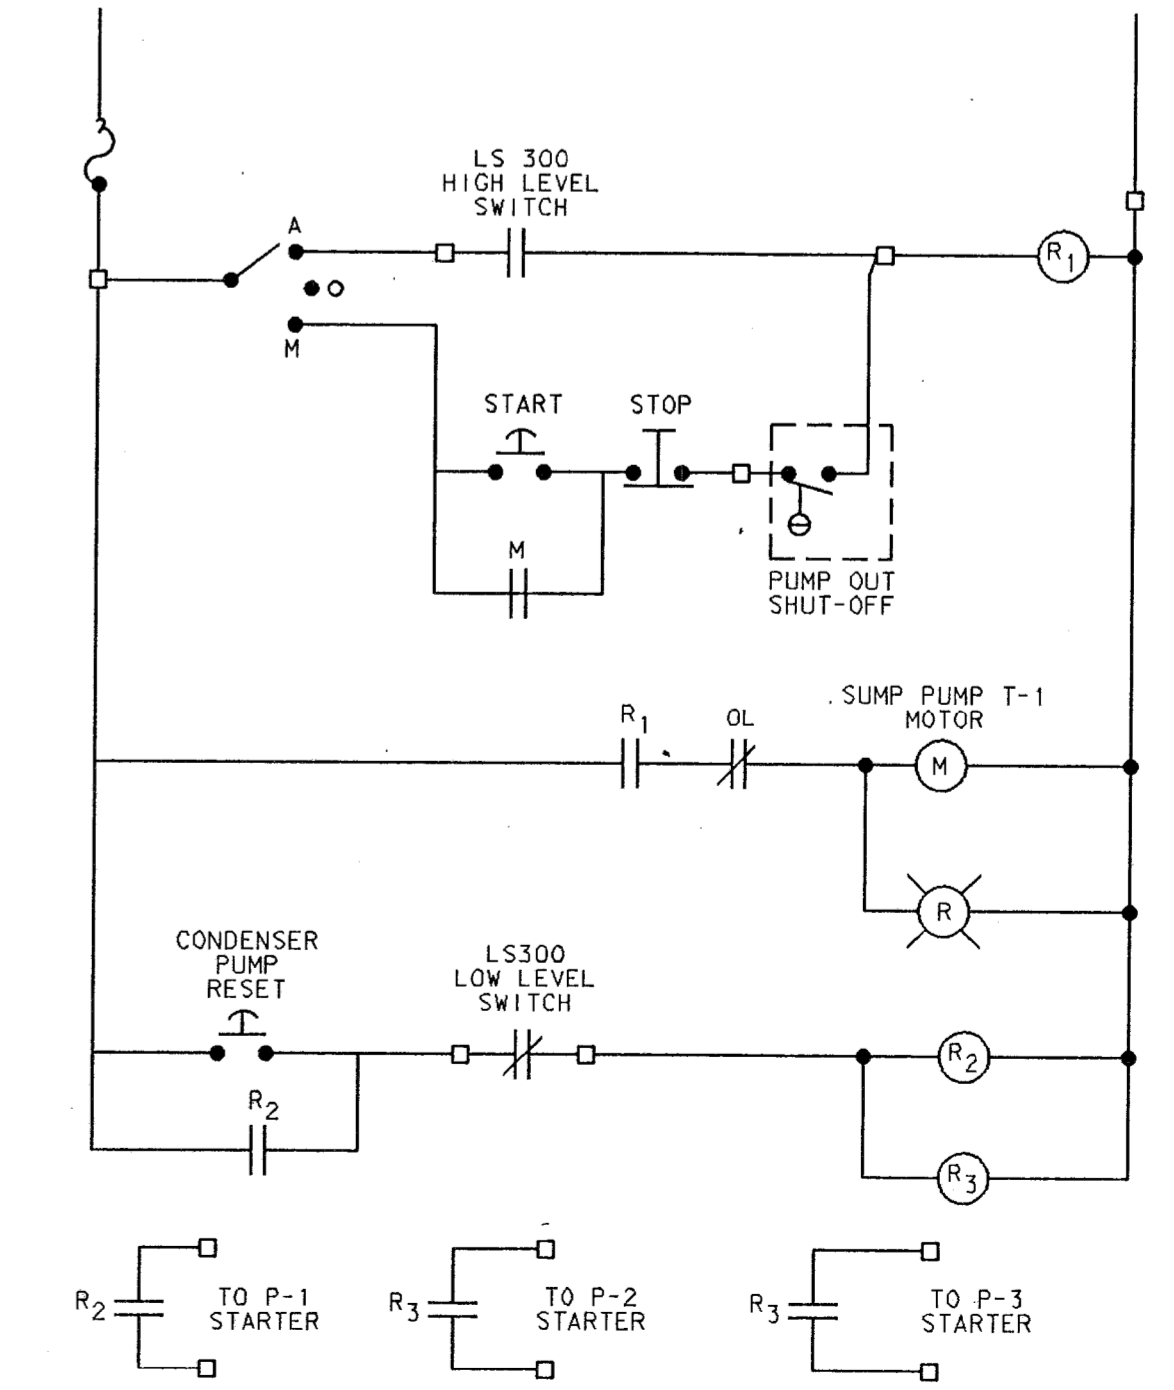 LS 300
HIGH LEVEL
SWITCH
A
R1
M
START
STOP
M
PUMP OUT
SHUT-OFF
SUMP PUMP T-1
MOTOR
R1
OL
M
R
CONDENSER
PUMP
RESET
LS300
LOW LEVEL
SWITCH
R2
R2
R3
R2
TO P-1
STARTER
R3
TO P-2
STARTER
R3
TO P-3
STARTER